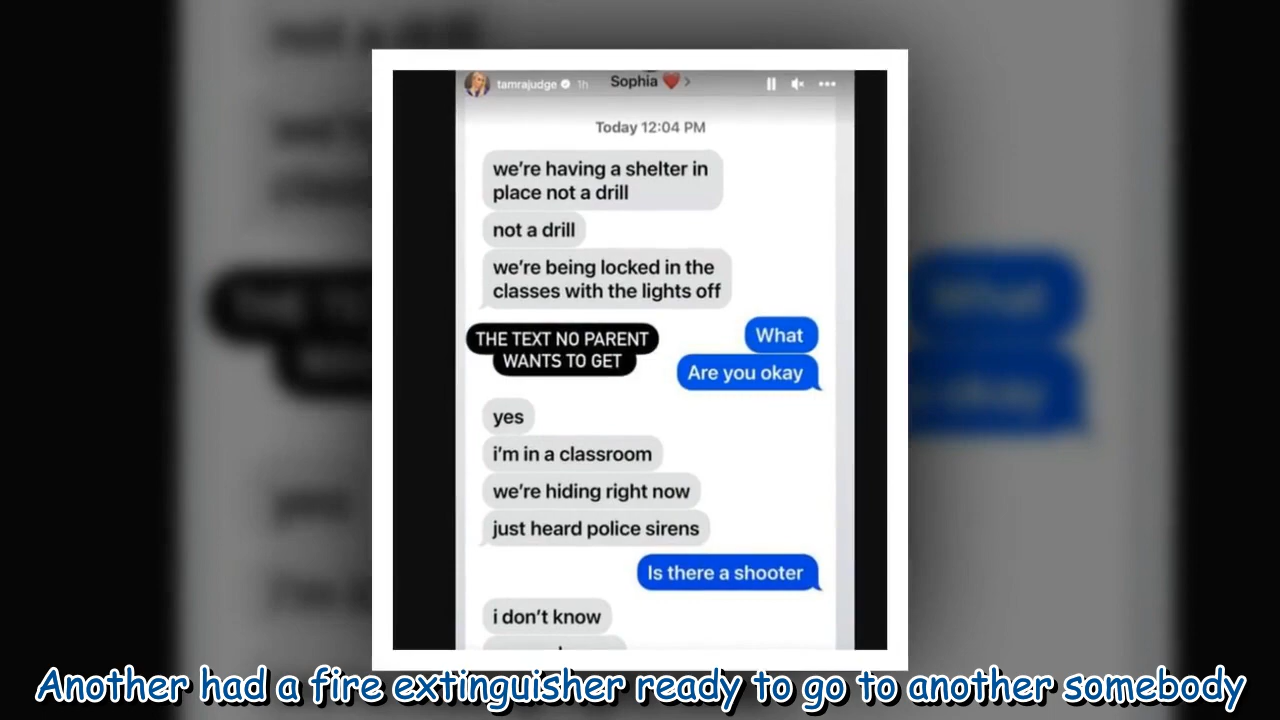 tamrajudge 1h
Sophia ❤️ >
Today 12:04 PM
we're having a shelter in
place not a drill
not a drill
we're being locked in the
classes with the lights off
THE TEXT NO PARENT
WANTS TO GET
What
Are you okay
yes
i'm in a classroom
we're hiding right now
just heard police sirens
Is there a shooter
i don't know
Another had a fire extinguisher ready to go to another somebody